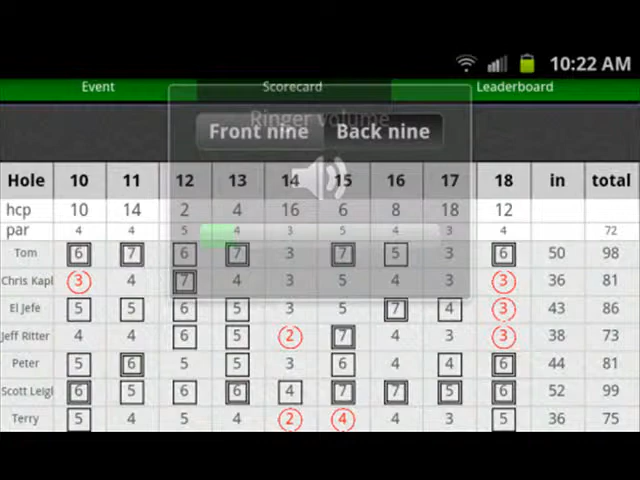 10:22 AM
Event Scorecard Leaderboard
Ringer volume
Front nine Back nine
Hole 10 11 12 13 14 15 16 17 18 in total
hcp 10 14 2 4 16 6 8 18 12
par 4 4 5 4 3 5 4 3 4 72
Tom 6 7 6 7 3 7 5 3 6 50 98
Chris Kapl 3 4 7 4 3 5 4 3 3 36 81
El Jefe 5 5 6 5 3 5 7 4 3 43 86
Jeff Ritter 4 4 6 5 2 7 4 3 3 38 73
Peter 5 6 5 5 3 6 4 4 6 44 81
Scott Leigl 6 5 6 6 4 7 7 5 6 52 99
Terry 5 4 5 4 2 4 4 3 5 36 75